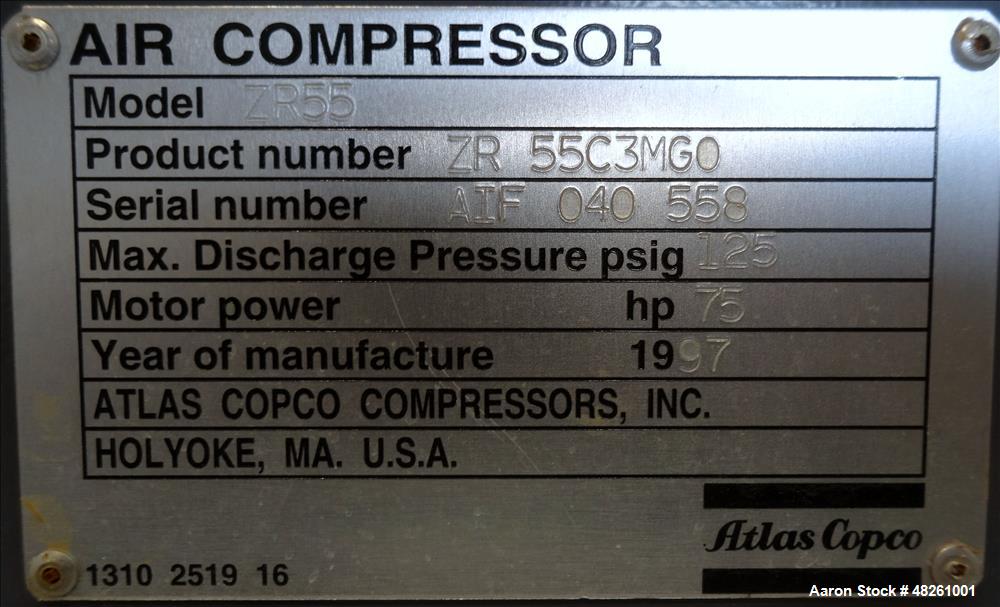 AIR COMPRESSOR
Model ZR55
Product number ZR 55C3MG0
Serial number AIF 040 558
Max. Discharge Pressure psig 125
Motor power hp 75
Year of manufacture 1997
ATLAS COPCO COMPRESSORS, INC.
HOLYOKE, MA. U.S.A.
Atlas Copco
1310 2519 16
Aaron Stock # 48261001